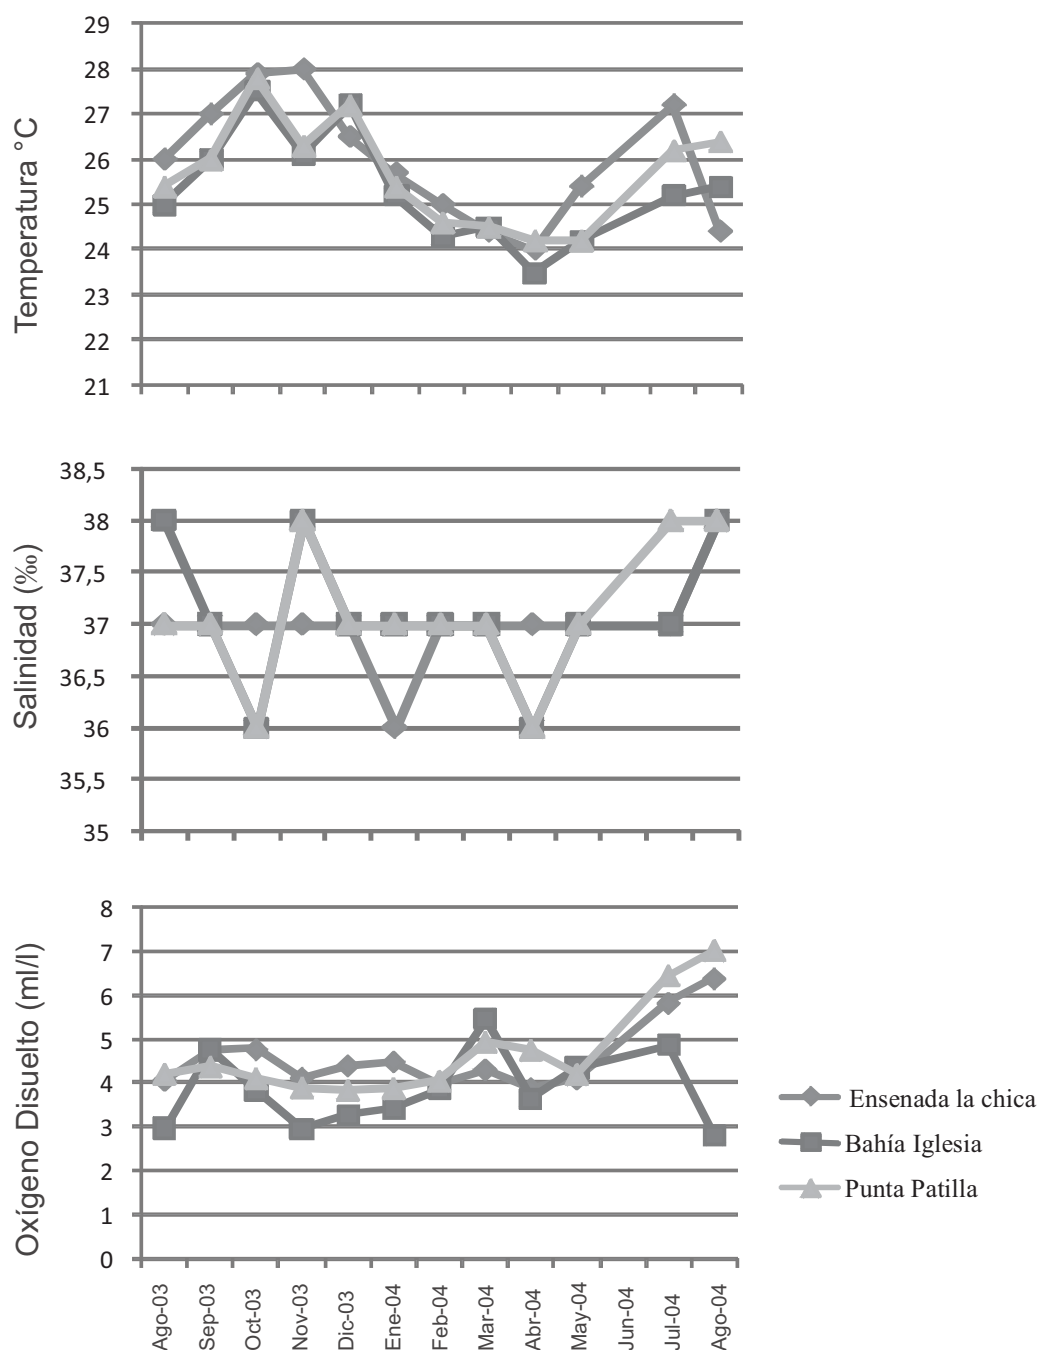 Temperatura °C
29
28
27
26
25
24
23
22
21
Salinidad (‰)
38,5
38
37,5
37
36,5
36
35,5
35
Oxígeno Disuelto (ml/l)
8
7
6
5
4
3
2
1
0
Ago-03
Sep-03
Oct-03
Nov-03
Dic-03
Ene-04
Feb-04
Mar-04
Abr-04
May-04
Jun-04
Jul-04
Ago-04
Ensenada la chica
Bahía Iglesia
Punta Patilla